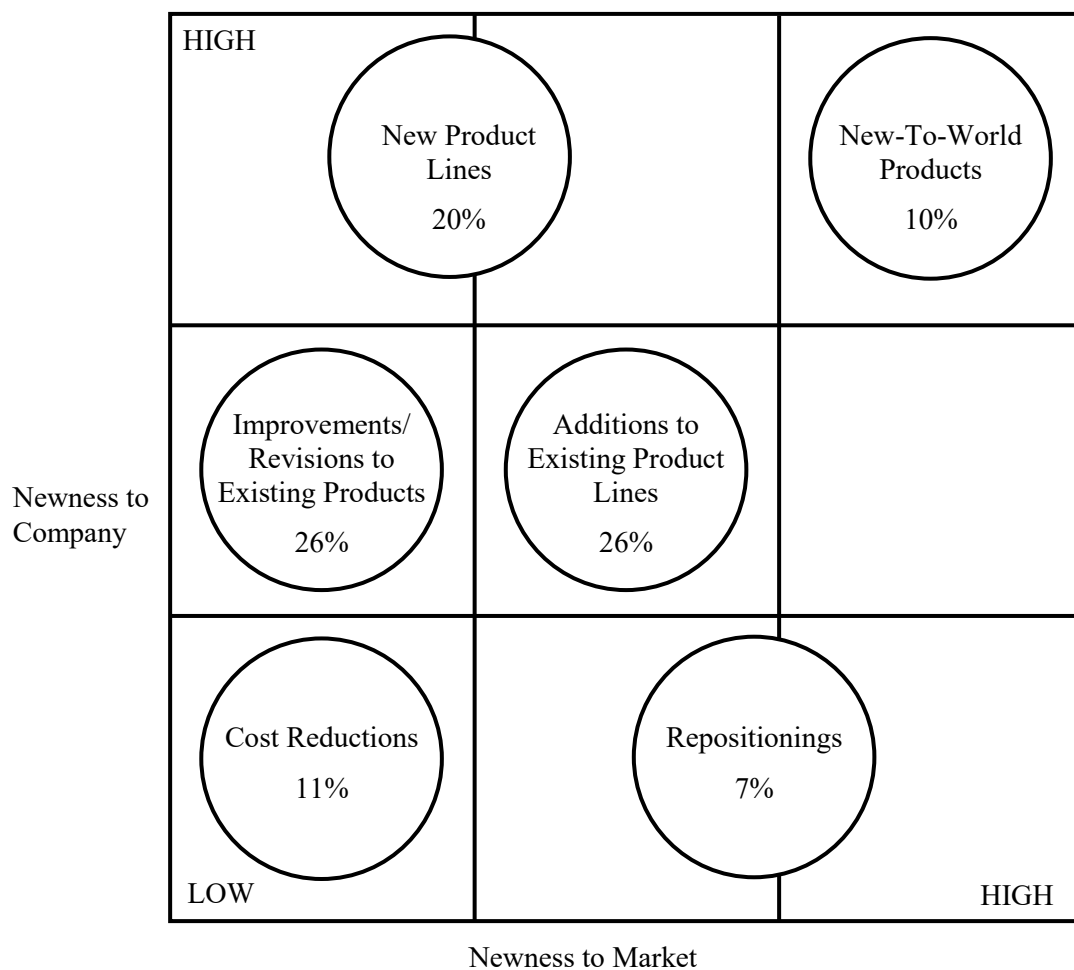 HIGH
New Product
Lines
20%
New-To-World
Products
10%
Improvements/
Revisions to
Existing Products
26%
Additions to
Existing Product
Lines
26%
Newness to
Company
Cost Reductions
11%
Repositionings
7%
LOW
HIGH
Newness to Market